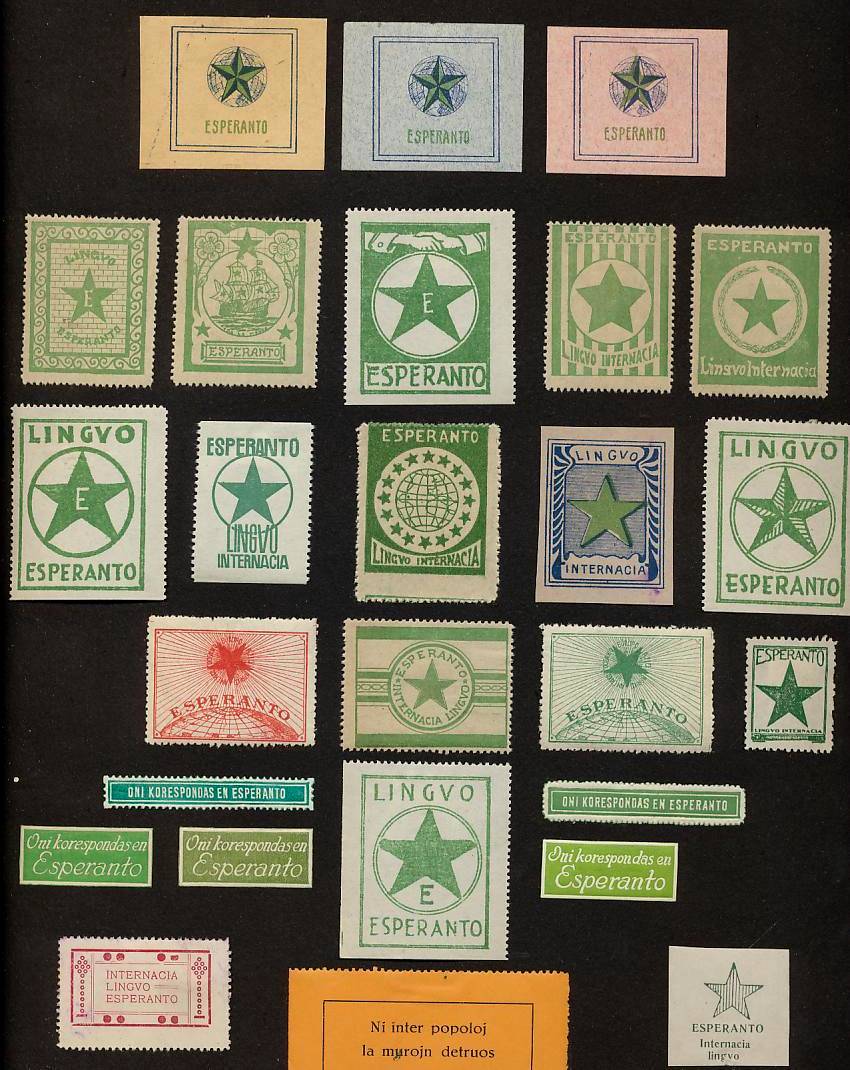 ESPERANTO
ESPERANTO
ESPERANTO
LINGVO
E
ESPERANTO
ESPERANTO
E
ESPERANTO
ESPERANTO
LINGVO INTERNACIA
ESPERANTO
Lingvo Internacia
LINGVO
E
ESPERANTO
ESPERANTO
LINGVO
INTERNACIA
ESPERANTO
LINGVO INTERNACIA
LINGVO
INTERNACIA
LINGVO
ESPERANTO
ESPERANTO
ESPERANTO
INTERNACIA LINGVO
ESPERANTO
ESPERANTO
LINGVO INTERNACIA
ONI KORESPONDAS EN ESPERANTO
ONI KORESPONDAS EN ESPERANTO
Oni korespondas en
Esperanto
Oni korespondas en
Esperanto
LINGVO
E
ESPERANTO
Oni korespondas en
Esperanto
INTERNACIA
LINGVO
ESPERANTO
Ni inter popoloj
la murojn detruos
ESPERANTO
Internacia
lingvo